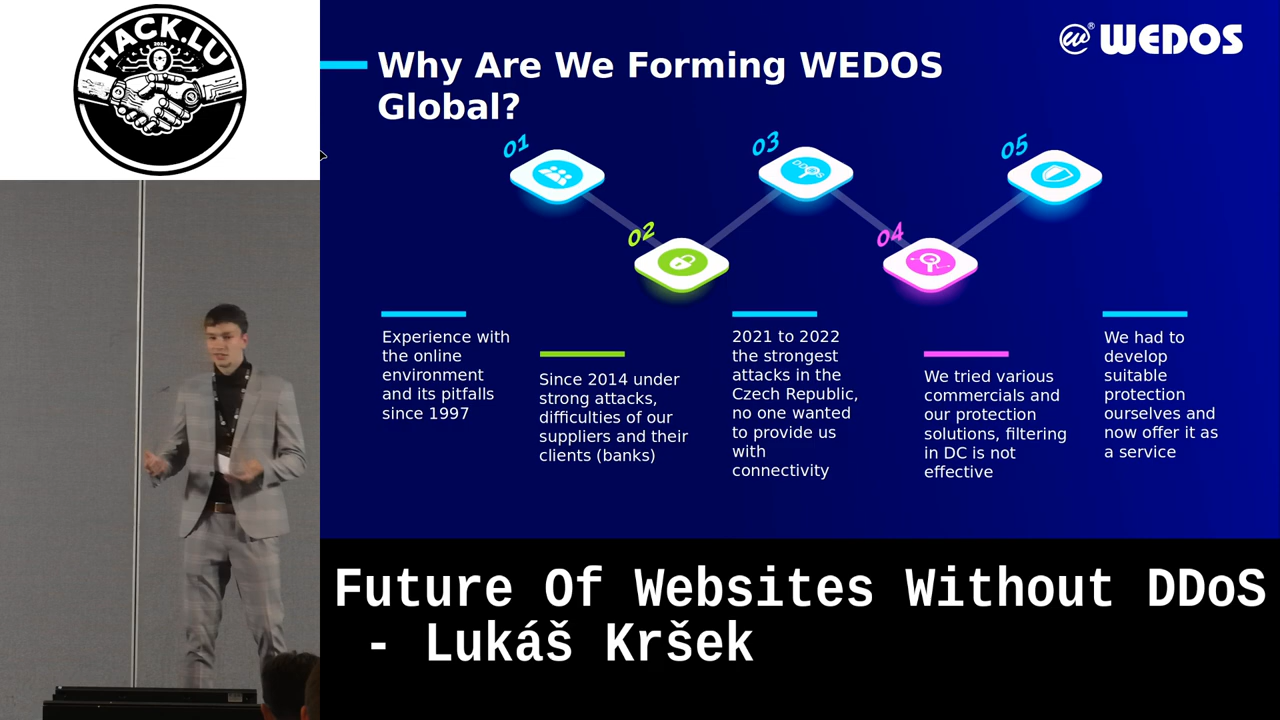 HACK.LU
2024
WEDOS
Why Are We Forming WEDOS
Global?
01
02
03
04
05
DDOS
Experience with
the online
environment
and its pitfalls
since 1997
Since 2014 under
strong attacks,
difficulties of our
suppliers and their
clients (banks)
2021 to 2022
the strongest
attacks in the
Czech Republic,
no one wanted
to provide us
with
connectivity
We tried various
commercials and
our protection
solutions, filtering
in DC is not
effective
We had to
develop
suitable
protection
ourselves and
now offer it as
a service
Future Of Websites Without DDoS
- Lukáš Kršek